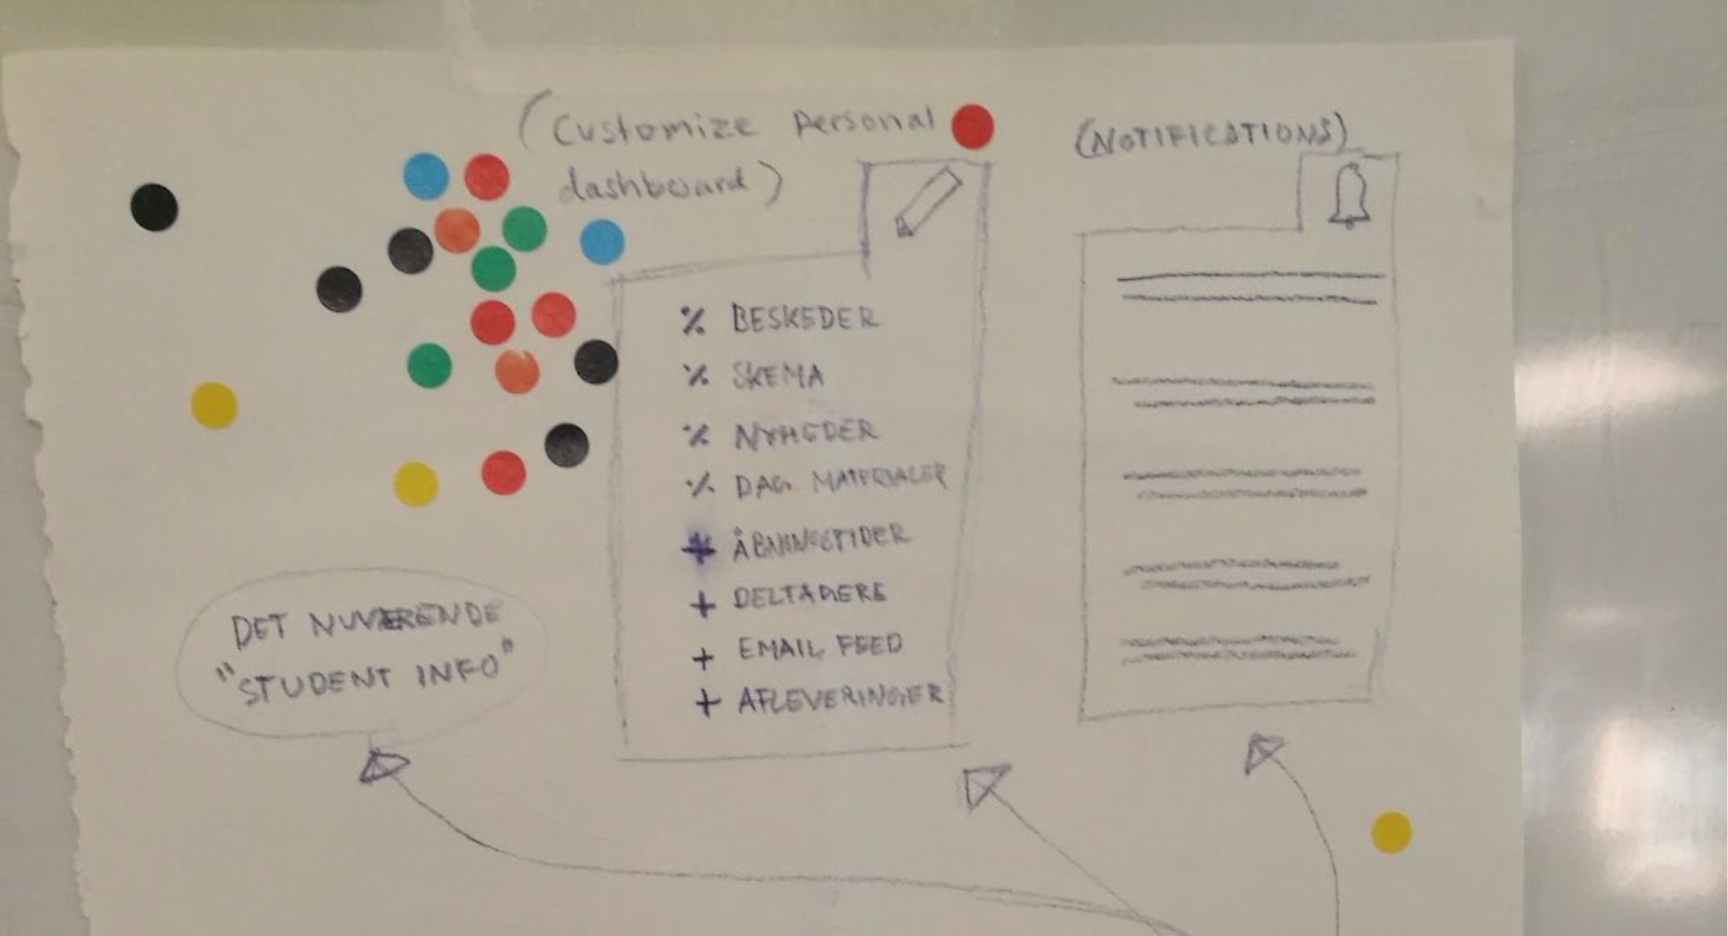 (Customize personal
dashboard)
(NOTIFICATIONS)
% BESKEDER
% SKEMA
% NYHEDER
% DAG. MATERIALER
+ ÅBNINGSTIDER
+ DELTAGERE
+ EMAIL FEED
+ AFLEVERINGER
DET NUVÆRENDE
"STUDENT INFO"